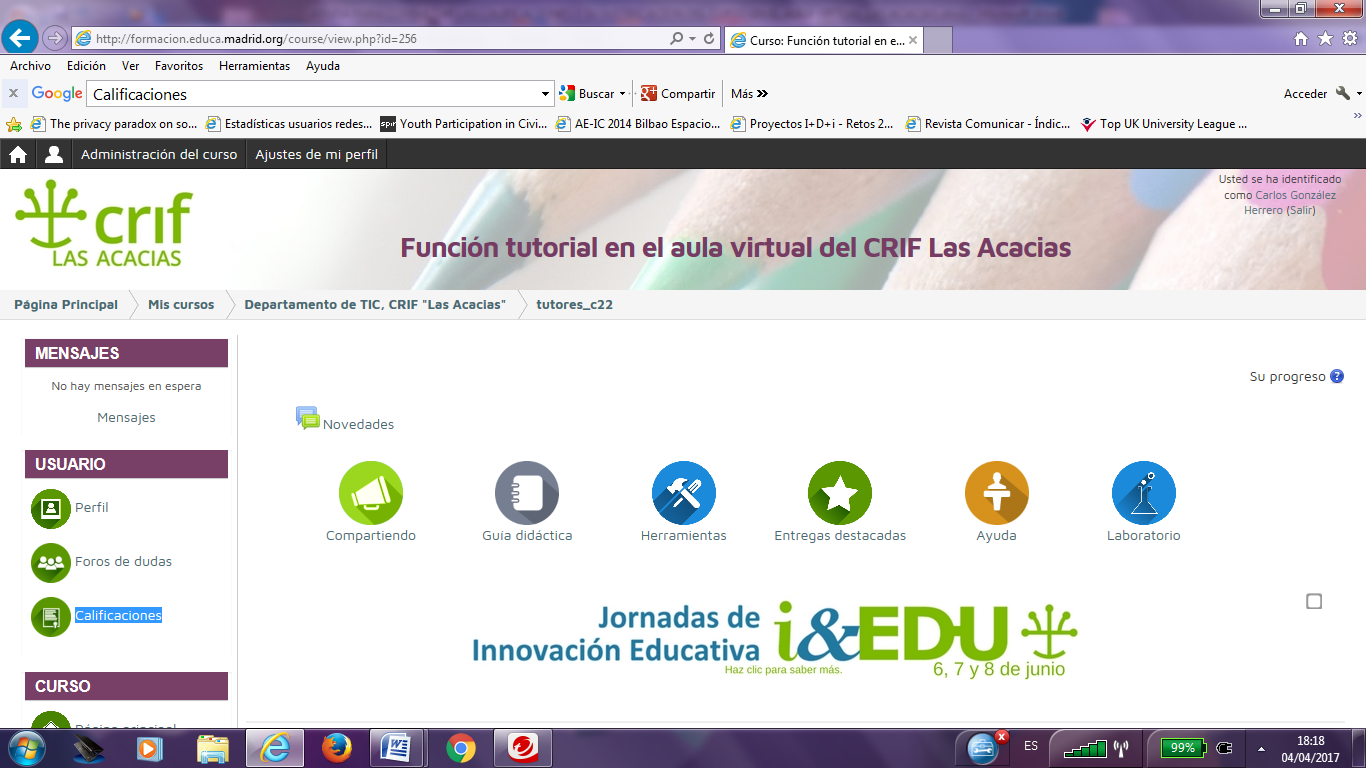 http://formacion.educa.madrid.org/course/view.php?id=256
Curso: Función tutorial en e...
Archivo Edición Ver Favoritos Herramientas Ayuda
x Google Calificaciones Buscar Compartir Más Acceder
The privacy paradox on so... Estadísticas usuarios redes... Youth Participation in Civi... AE-IC 2014 Bilbao Espacio... Proyectos I+D+i - Retos 2... Revista Comunicar - Índic... Top UK University League ...
Administración del curso Ajustes de mi perfil
Usted se ha identificado
como Carlos González
Herrero (Salir)
crif
LAS ACACIAS
Función tutorial en el aula virtual del CRIF Las Acacias
Página Principal Mis cursos Departamento de TIC, CRIF "Las Acacias" tutores_c22
MENSAJES
No hay mensajes en espera
Mensajes
USUARIO
Perfil
Foros de dudas
Calificaciones
CURSO
Su progreso
Novedades
Compartiendo Guía didáctica Herramientas Entregas destacadas Ayuda Laboratorio
Jornadas de
Innovación Educativa
i&EDU
Haz clic para saber más.
6, 7 y 8 de junio
ES 99% 18:18
04/04/2017